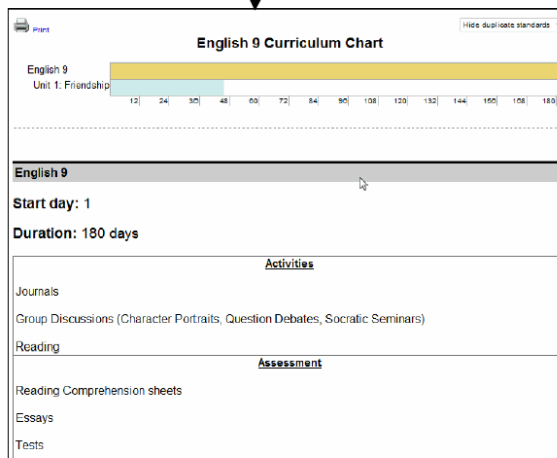 Print
Hide duplicate standards
English 9 Curriculum Chart
English 9
Unit 1: Friendship
12 24 36 48 60 72 84 96 108 120 132 144 156 168 180
English 9
Start day: 1
Duration: 180 days
Activities
Journals
Group Discussions (Character Portraits, Question Debates, Socratic Seminars)
Reading
Assessment
Reading Comprehension sheets
Essays
Tests